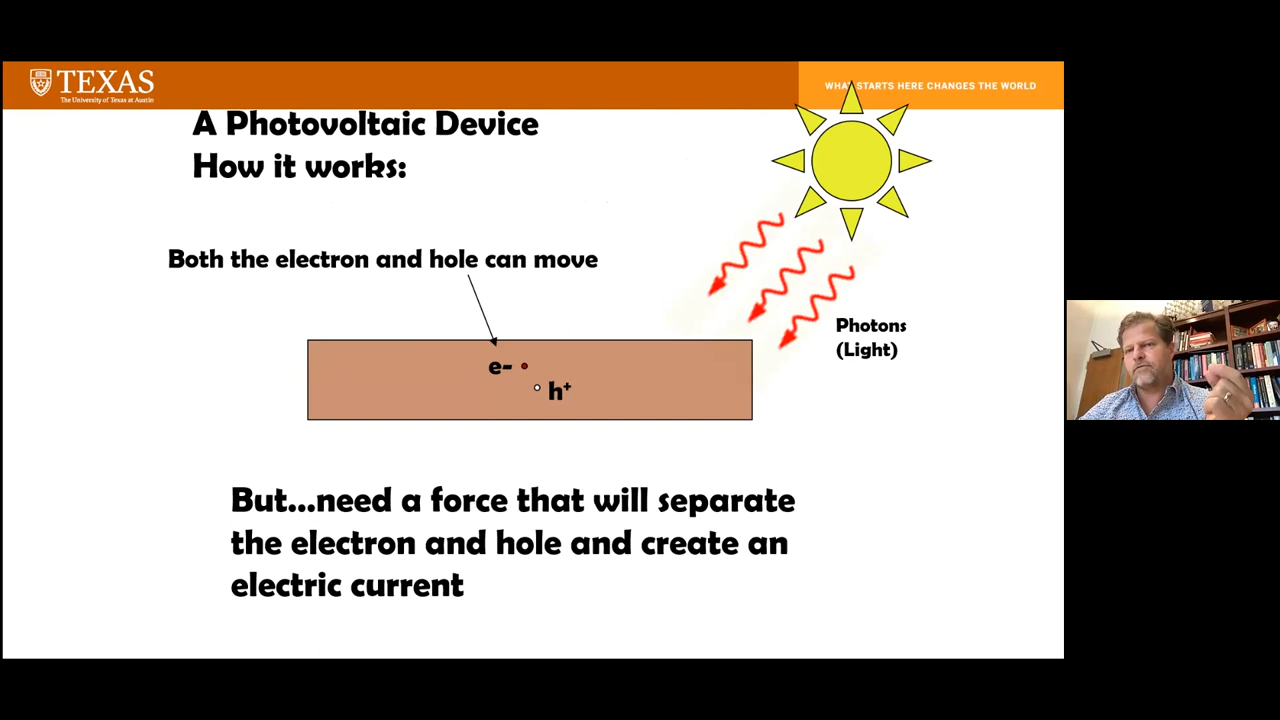 TEXAS
The University of Texas at Austin
WHAT STARTS HERE CHANGES THE WORLD
A Photovoltaic Device
How it works:
Both the electron and hole can move
Photons
(Light)
e-
h⁺
But...need a force that will separate
the electron and hole and create an
electric current